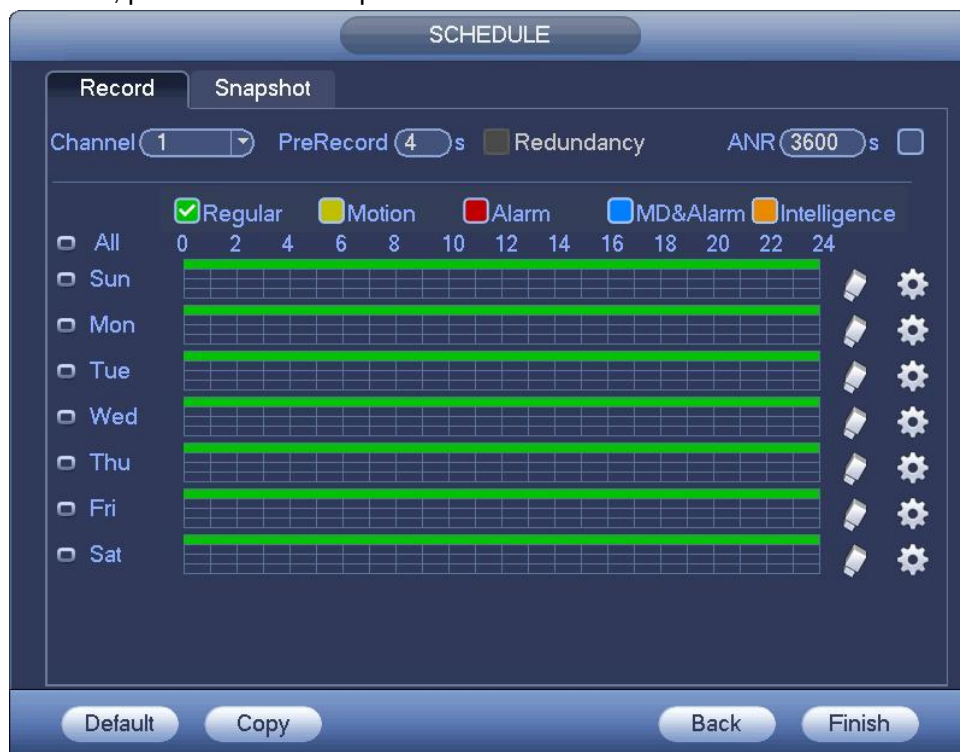 SCHEDULE
Record Snapshot
Channel 1 PreRecord 4 s Redundancy ANR 3600 s
Regular Motion Alarm MD&Alarm Intelligence
All 0 2 4 6 8 10 12 14 16 18 20 22 24
Sun
Mon
Tue
Wed
Thu
Fri
Sat
Default Copy Back Finish